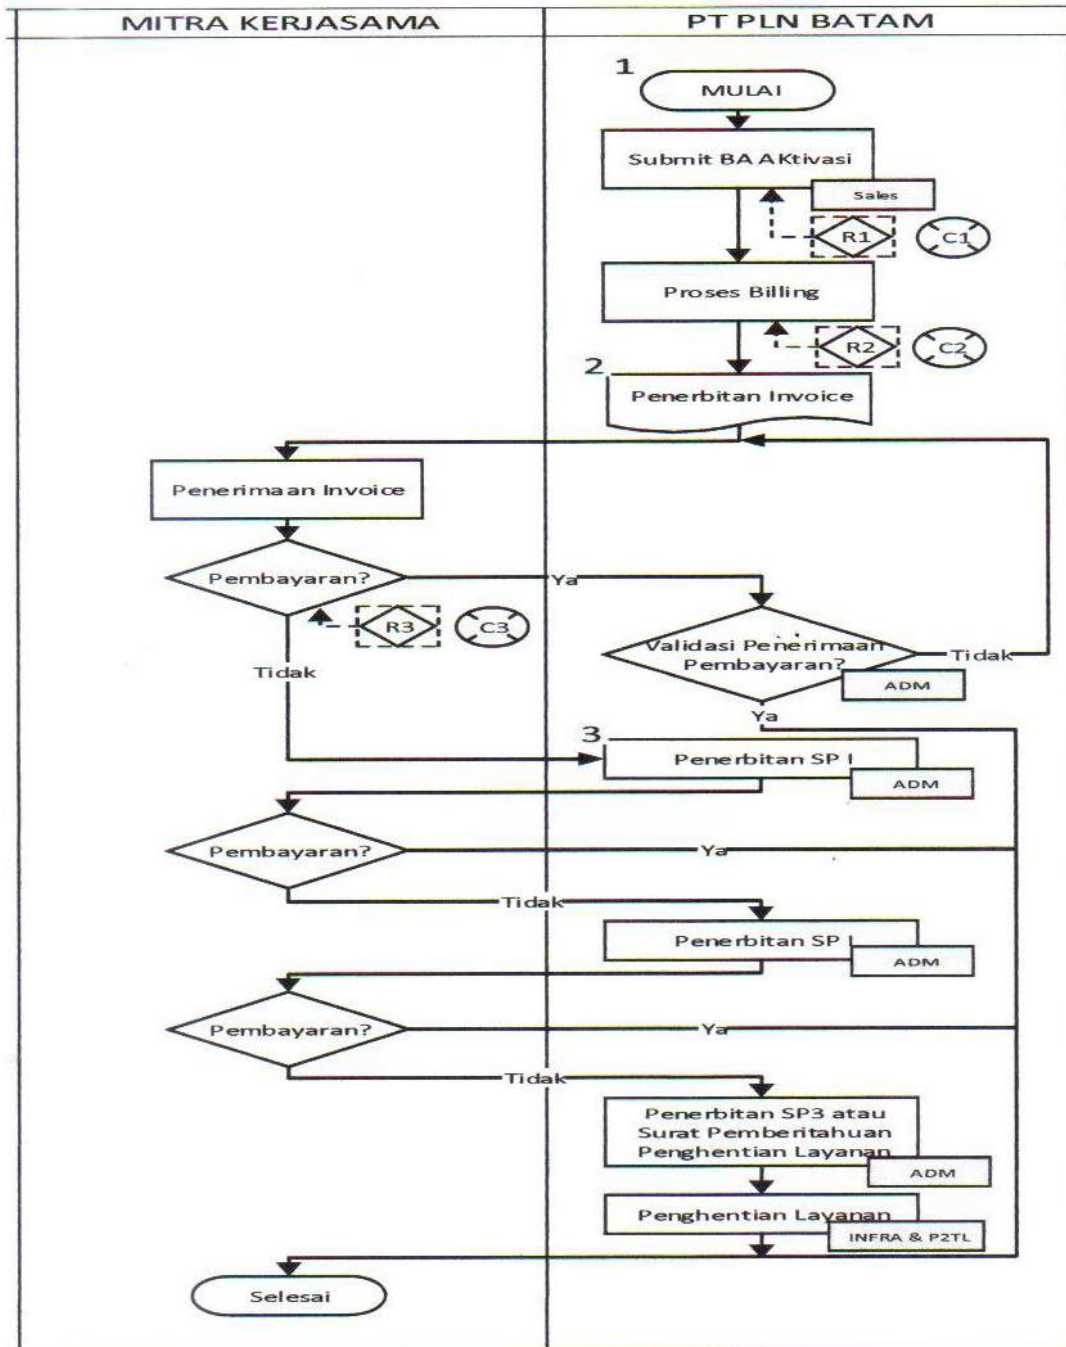 MITRA KERJASAMA
PT PLN BATAM
1
MULAI
Submit BA AKtivasi
Sales
R1
C1
Proses Billing
R2
C2
2
Penerbitan Invoice
Penerimaan Invoice
Pembayaran?
Ya
R3
C3
Validasi Penerimaan
Pembayaran?
Tidak
ADM
Tidak
Ya
3
Penerbitan SP I
ADM
Pembayaran?
Ya
Tidak
Penerbitan SP I
ADM
Pembayaran?
Ya
Tidak
Penerbitan SP3 atau
Surat Pemberitahuan
Penghentian Layanan
ADM
Penghentian Layanan
INFRA & P2TL
Selesai